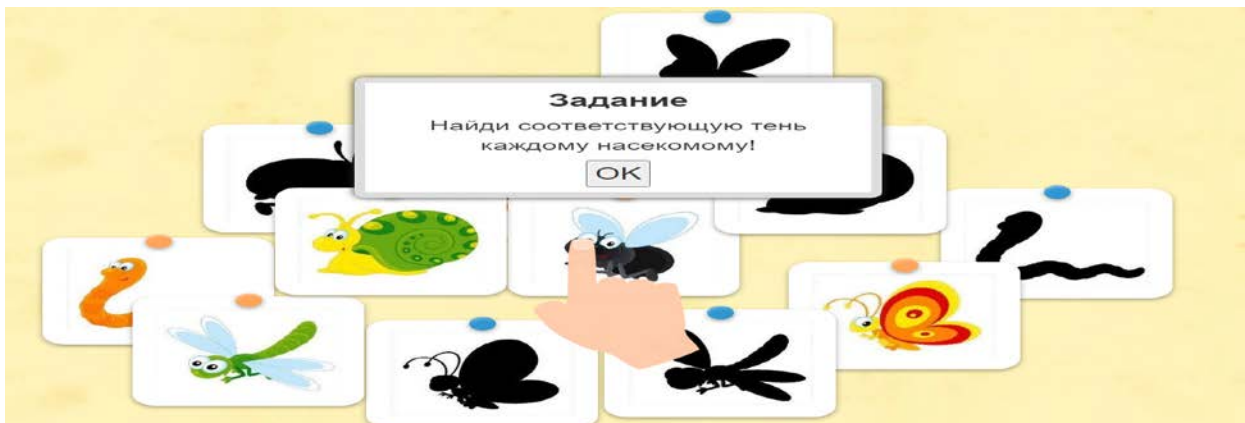 Задание
Найди соответствующую тень
каждому насекомому!
OK